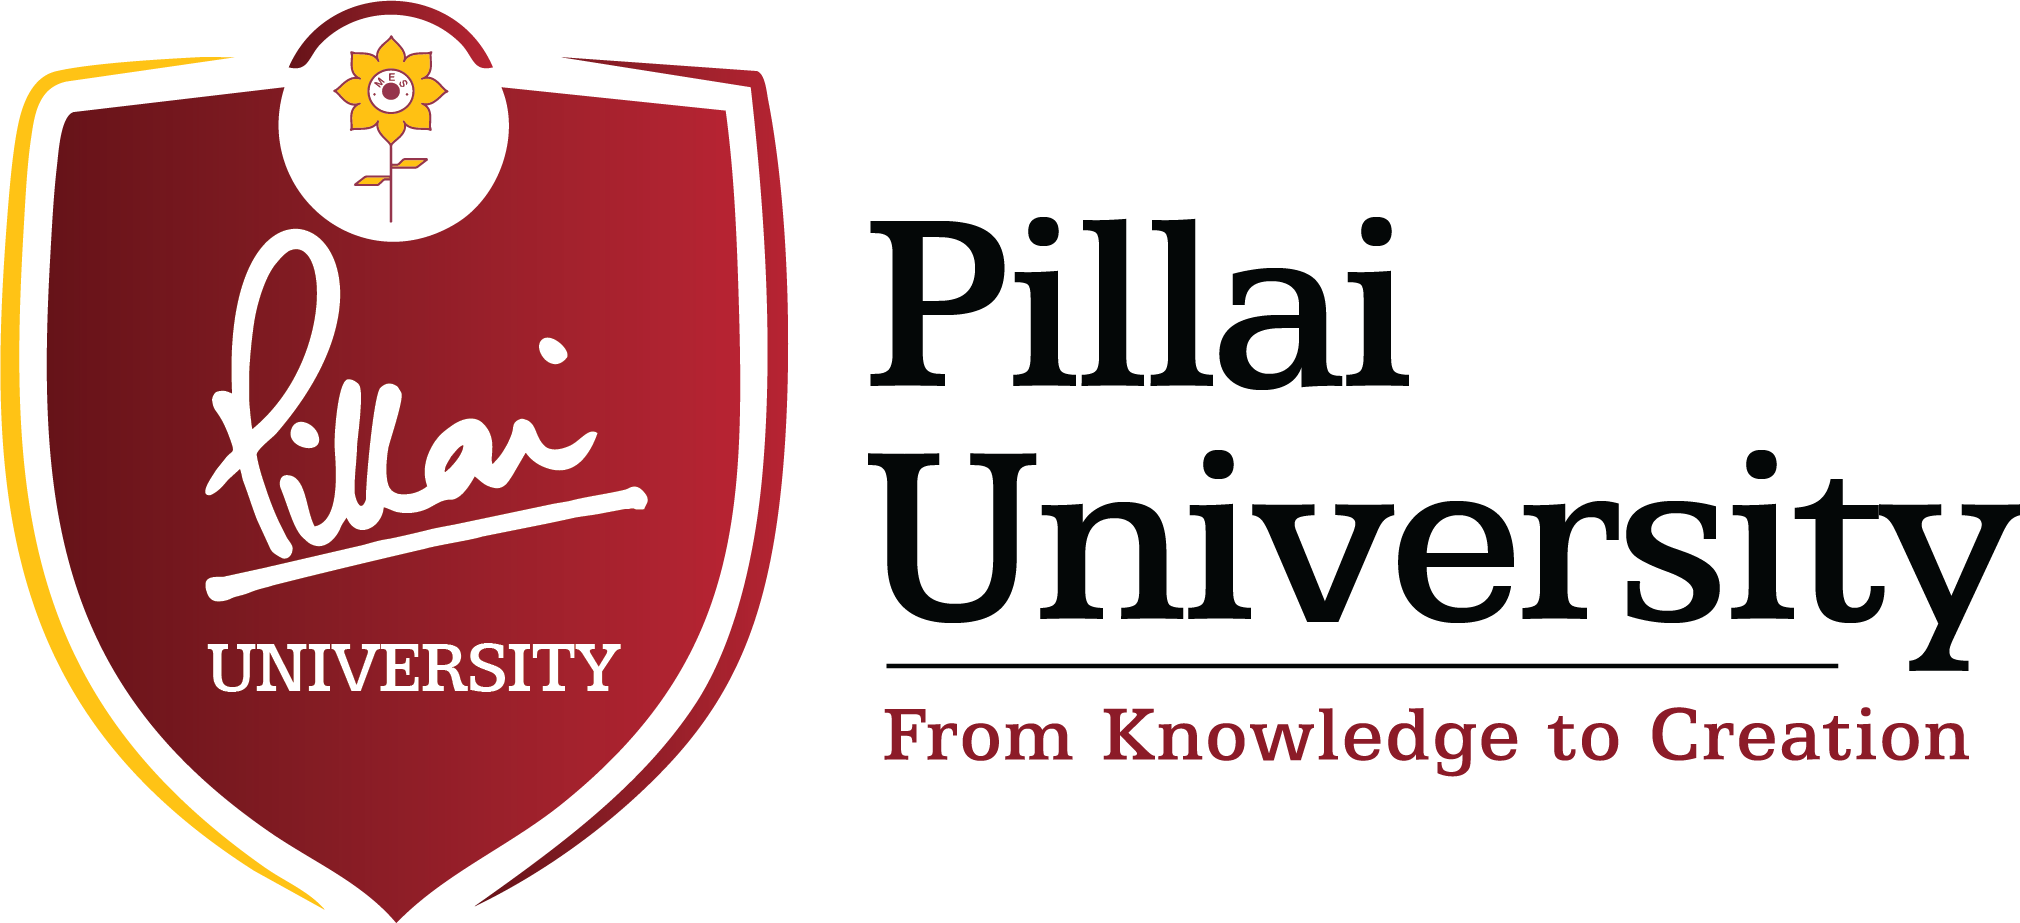 MES
Pillai
UNIVERSITY
Pillai
University
From Knowledge to Creation